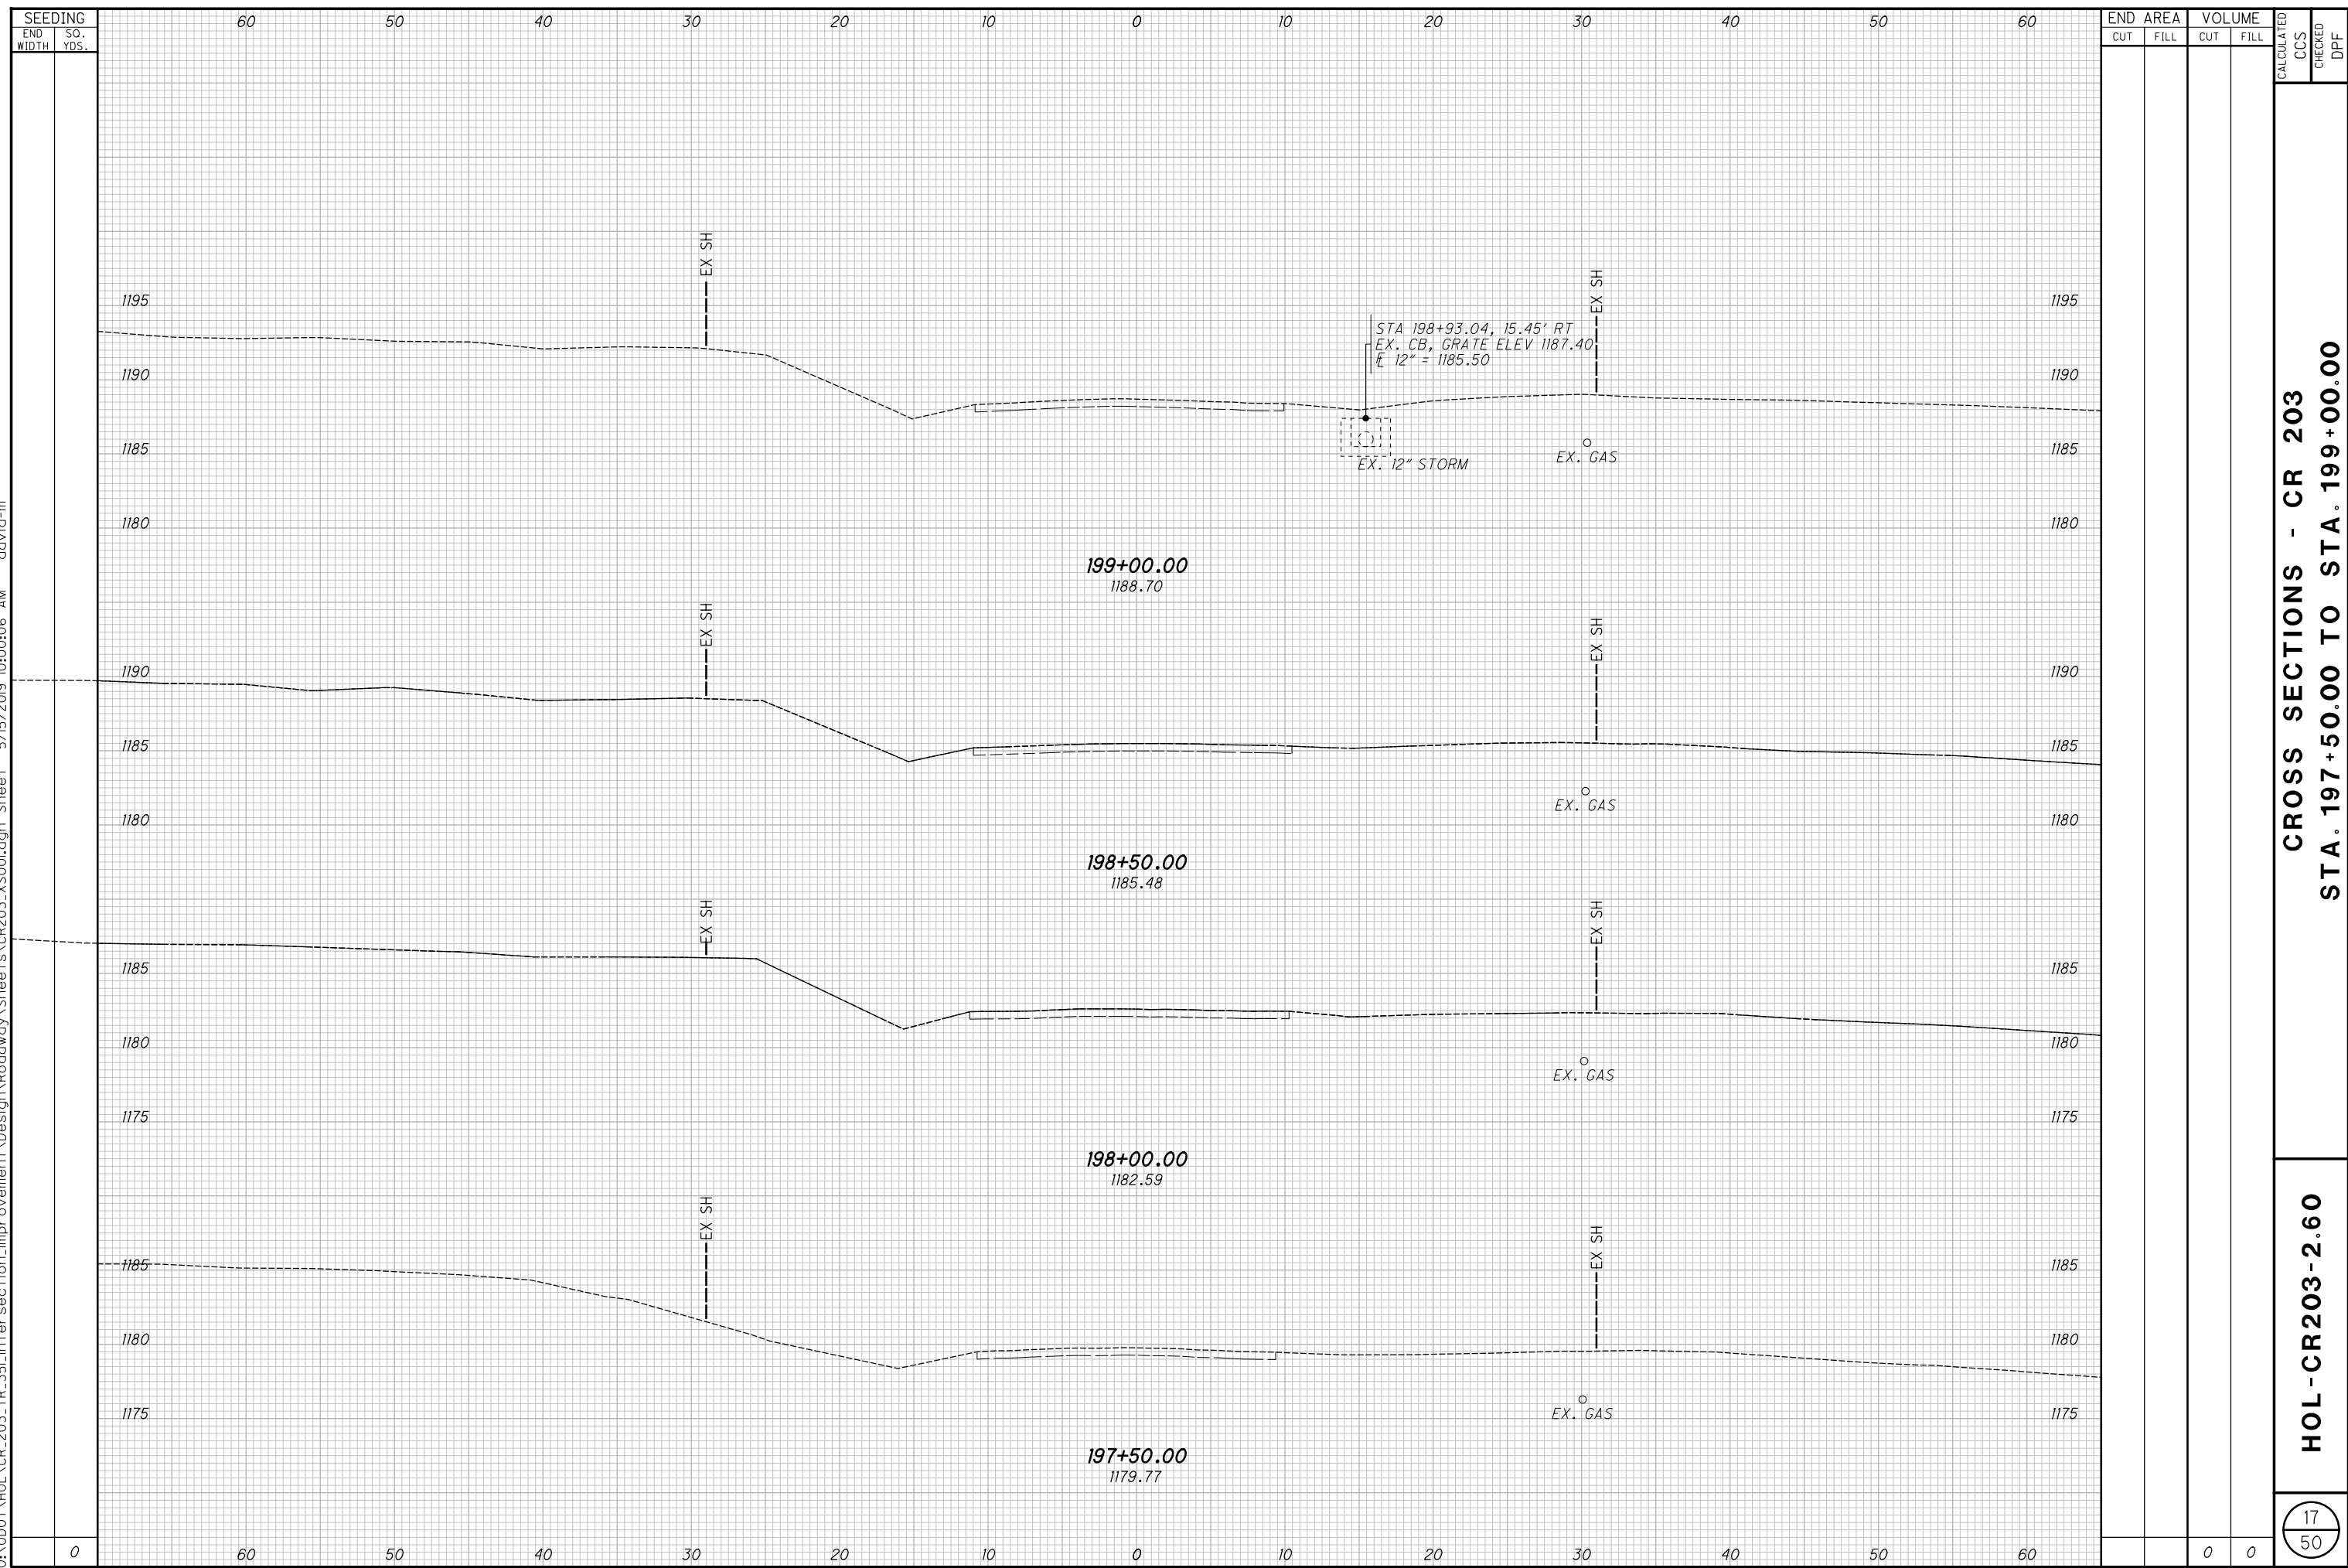 SEEDING
END WIDTH
SQ. YDS.
60 50 40 30 20 10 0 10 20 30 40 50 60
END AREA
VOLUME
CUT FILL CUT FILL
CALCULATED
CCS
CHECKED
DPF
EX SH
EX SH
1195 1195
STA 198+93.04, 15.45' RT
EX. CB, GRATE ELEV 1187.40
℄ 12" = 1185.50
1190 1190
1185 1185
EX. GAS
EX. 12" STORM
1180 1180
199+00.00
1188.70
EX SH
EX SH
1190 1190
1185 1185
EX. GAS
1180 1180
198+50.00
1185.48
EX SH
EX SH
1185 1185
1180 1180
EX. GAS
1175 1175
198+00.00
1182.59
EX SH
EX SH
1185 1185
1180 1180
1175 1175
EX. GAS
197+50.00
1179.77
0
60 50 40 30 20 10 0 10 20 30 40 50 60
0 0
CROSS SECTIONS - CR 203
STA. 197+50.00 TO STA. 199+00.00
HOL-CR203-2.60
17
50